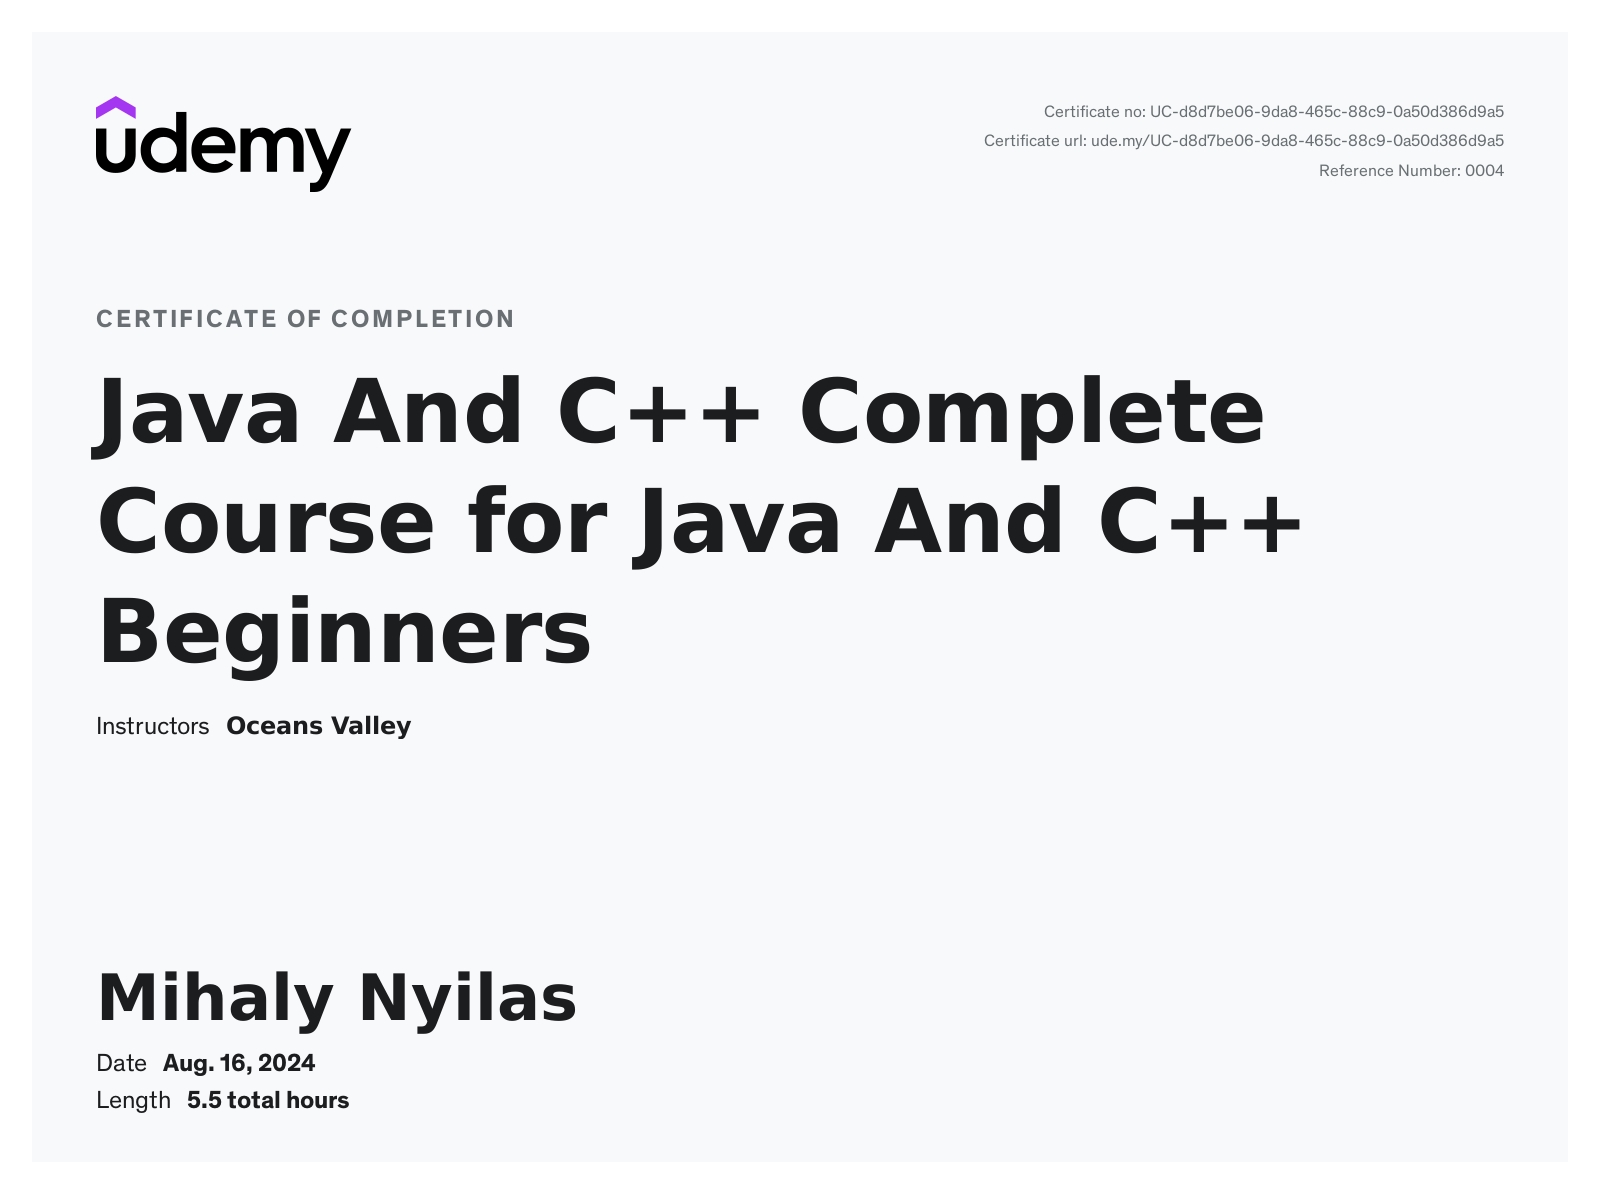 udemy
Certificate no: UC-d8d7be06-9da8-465c-88c9-0a50d386d9a5
Certificate url: ude.my/UC-d8d7be06-9da8-465c-88c9-0a50d386d9a5
Reference Number: 0004
CERTIFICATE OF COMPLETION
Java And C++ Complete
Course for Java And C++
Beginners
Instructors Oceans Valley
Mihaly Nyilas
Date Aug. 16, 2024
Length 5.5 total hours